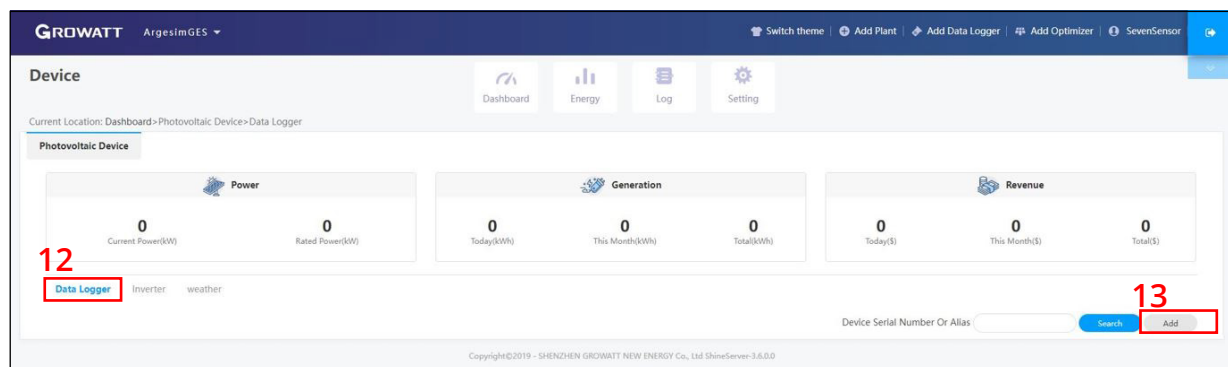 GROWATT ArgesimGES Switch theme | Add Plant | Add Data Logger | Add Optimizer | SevenSensor
Device
Dashboard Energy Log Setting
Current Location: Dashboard>Photovoltaic Device>Data Logger
Photovoltaic Device
Power Generation Revenue
0 0 0 0 0 0 0 0
Current Power(kW) Rated Power(kW) Today(kWh) This Month(kWh) Total(kWh) Today($) This Month($) Total($)
12
13
Data Logger Inverter weather
Device Serial Number Or Alias Search Add
Copyright©2019 - SHENZHEN GROWATT NEW ENERGY Co., Ltd ShineServer-3.6.0.0